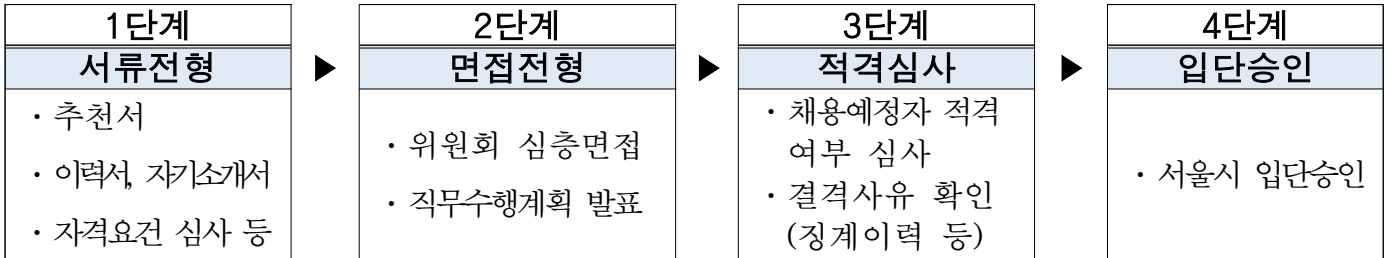 1단계
서류전형
· 추천서
· 이력서, 자기소개서
· 자격요건 심사 등
▶
2단계
면접전형
· 위원회 심층면접
· 직무수행계획 발표
▶
3단계
적격심사
· 채용예정자 적격
여부 심사
· 결격사유 확인
(징계이력 등)
▶
4단계
입단승인
· 서울시 입단승인